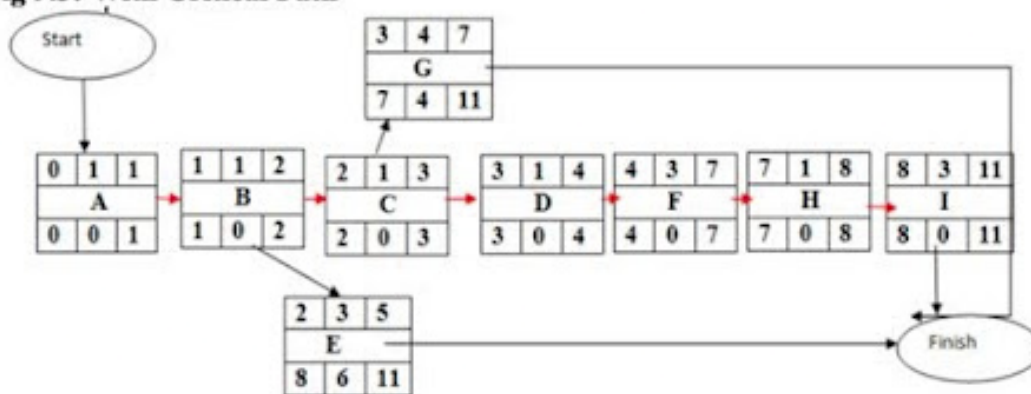 Start
3 4 7
G
7 4 11
0 1 1
A
0 0 1
1 1 2
B
1 0 2
2 1 3
C
2 0 3
3 1 4
D
3 0 4
4 3 7
F
4 0 7
7 1 8
H
7 0 8
8 3 11
I
8 0 11
2 3 5
E
8 6 11
Finish